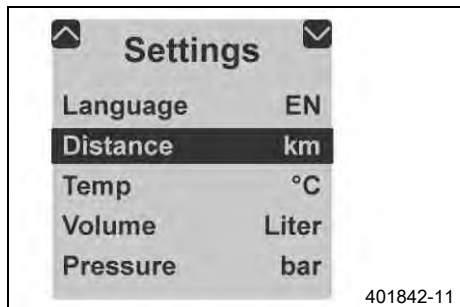 Settings
Language EN
Distance km
Temp °C
Volume Liter
Pressure bar
401842-11